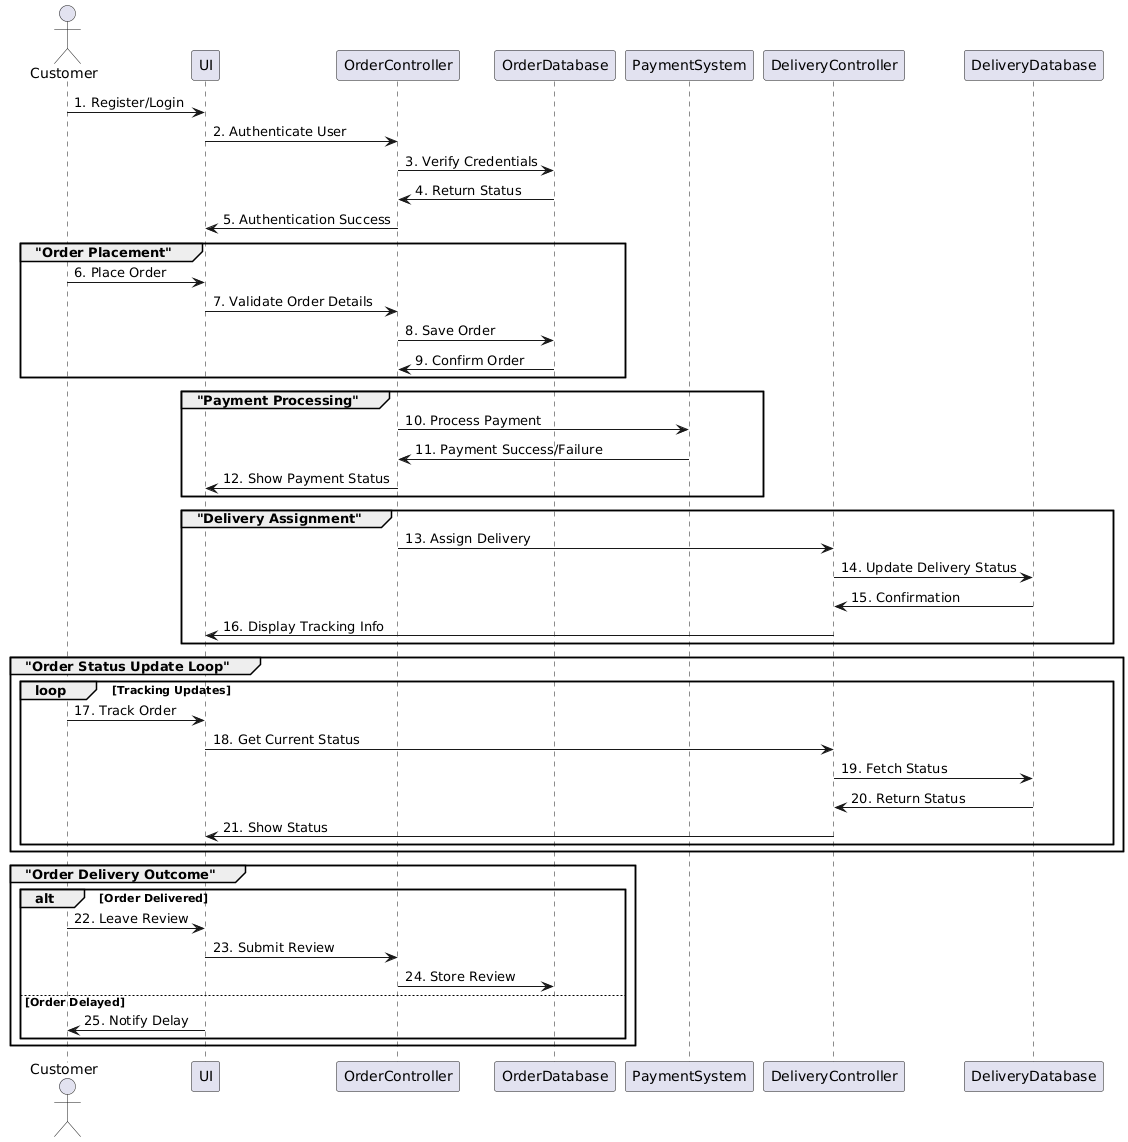 Customer
UI
OrderController
OrderDatabase
PaymentSystem
DeliveryController
DeliveryDatabase
1. Register/Login
2. Authenticate User
3. Verify Credentials
4. Return Status
5. Authentication Success
"Order Placement"
6. Place Order
7. Validate Order Details
8. Save Order
9. Confirm Order
"Payment Processing"
10. Process Payment
11. Payment Success/Failure
12. Show Payment Status
"Delivery Assignment"
13. Assign Delivery
14. Update Delivery Status
15. Confirmation
16. Display Tracking Info
"Order Status Update Loop"
loop [Tracking Updates]
17. Track Order
18. Get Current Status
19. Fetch Status
20. Return Status
21. Show Status
"Order Delivery Outcome"
alt [Order Delivered]
22. Leave Review
23. Submit Review
24. Store Review
[Order Delayed]
25. Notify Delay
Customer
UI
OrderController
OrderDatabase
PaymentSystem
DeliveryController
DeliveryDatabase